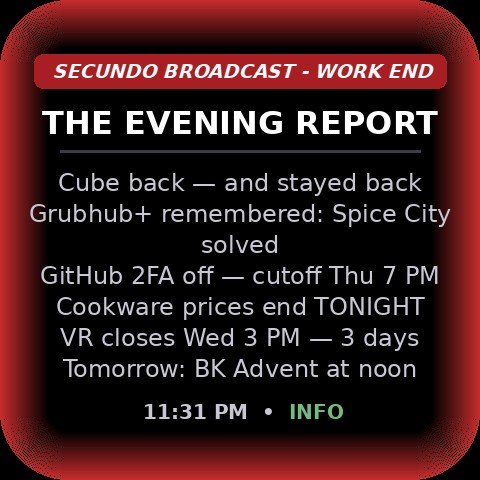 SECUNDO BROADCAST - WORK END
THE EVENING REPORT
Cube back — and stayed back
Grubhub+ remembered: Spice City
solved
GitHub 2FA off — cutoff Thu 7 PM
Cookware prices end TONIGHT
VR closes Wed 3 PM — 3 days
Tomorrow: BK Advent at noon
11:31 PM • INFO